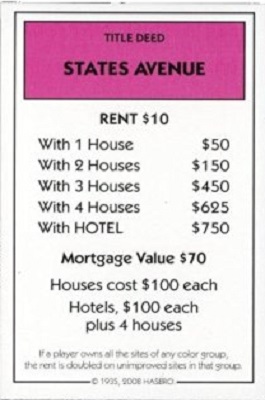 TITLE DEED
STATES AVENUE
RENT $10
With 1 House $50
With 2 Houses $150
With 3 Houses $450
With 4 Houses $625
With HOTEL $750
Mortgage Value $70
Houses cost $100 each
Hotels, $100 each
plus 4 houses
If a player owns all the sites of any color group,
the rent is doubled on unimproved sites in that group.
© 1935, 2008 HASBRO